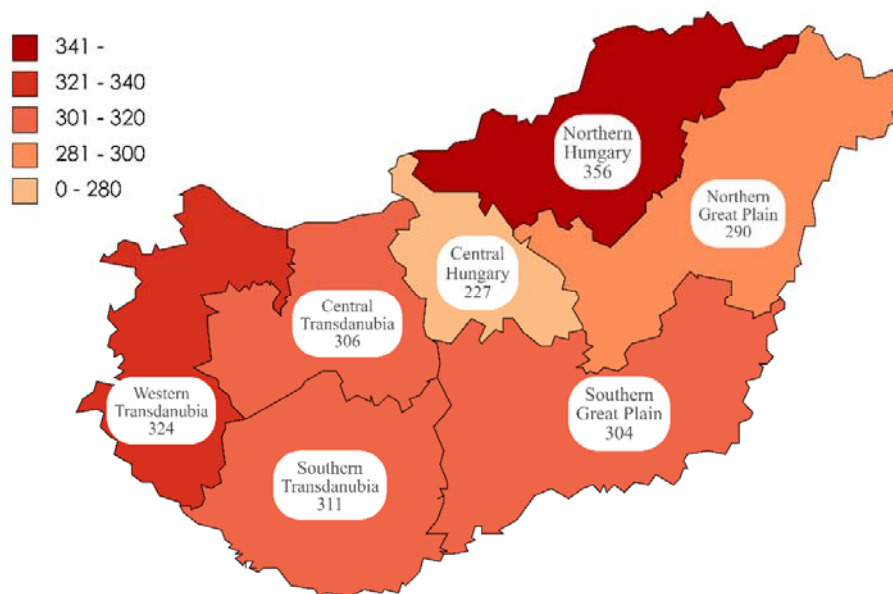 341 -
321 - 340
301 - 320
281 - 300
0 - 280
Northern
Hungary
356
Northern
Great Plain
290
Central
Hungary
227
Central
Transdanubia
306
Western
Transdanubia
324
Southern
Great Plain
304
Southern
Transdanubia
311